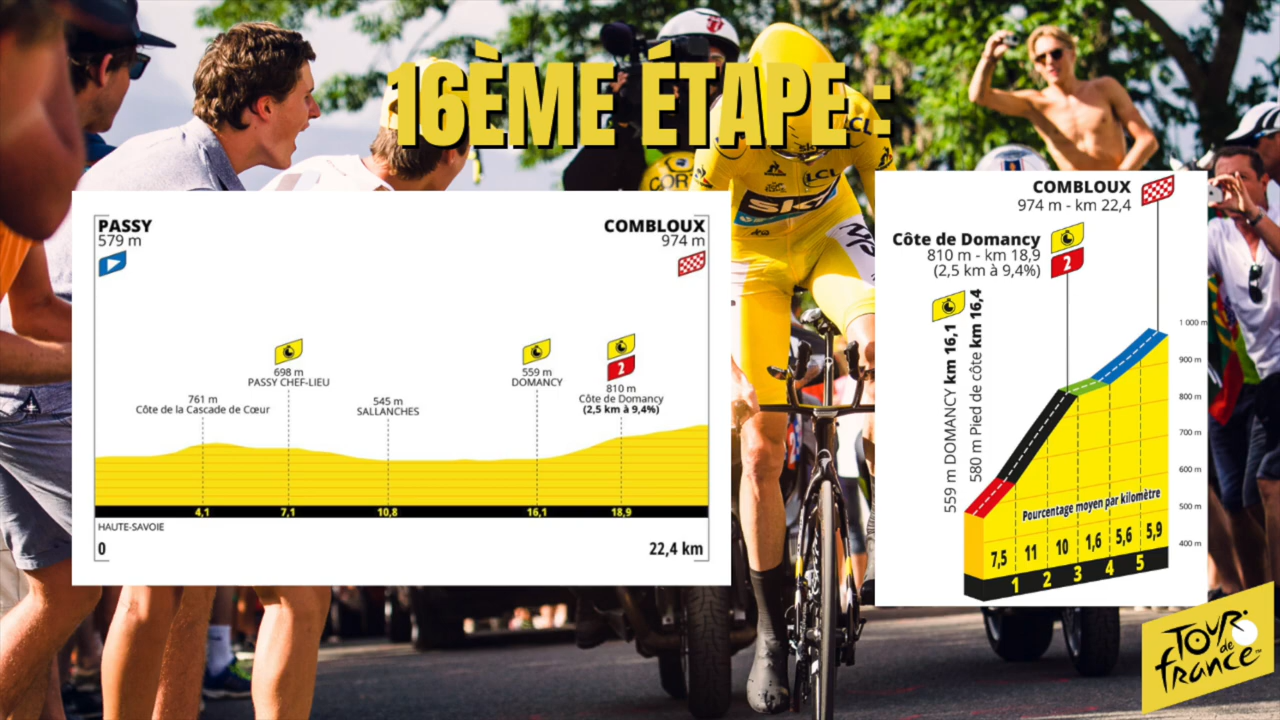 16ÈME ÉTAPE :
PASSY
579 m
COMBLOUX
974 m
698 m
PASSY CHEF-LIEU
559 m
DOMANCY
2
810 m
Côte de Domancy
(2,5 km à 9,4%)
761 m
Côte de la Cascade de Cœur
545 m
SALLANCHES
4,1
7,1
10,8
16,1
18,9
HAUTE-SAVOIE
0
22,4 km
COMBLOUX
974 m - km 22,4
Côte de Domancy
810 m - km 18,9
(2,5 km à 9,4%)
2
559 m DOMANCY km 16,1
580 m Pied de côte km 16,4
1 000 m
900 m
800 m
700 m
600 m
500 m
400 m
Pourcentage moyen par kilomètre
7,5 11 10 1,6 5,6 5,9
1 2 3 4 5
LCL
sky
LCL
TOUR
de
France